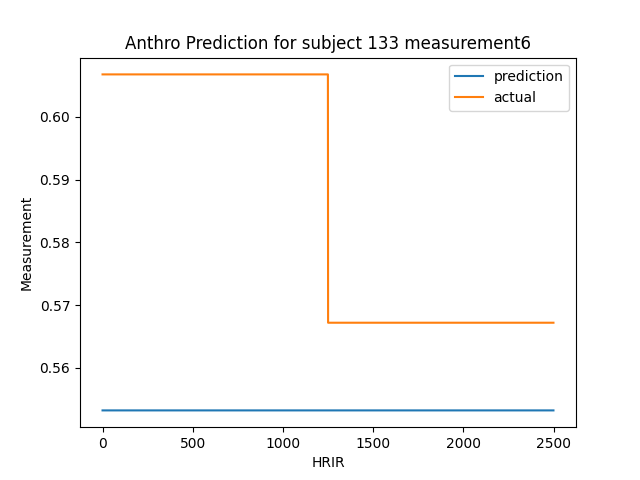 Anthro Prediction for subject 133 measurement6
prediction
actual
0.60
0.59
0.58
0.57
0.56
Measurement
0
500
1000
1500
2000
2500
HRIR